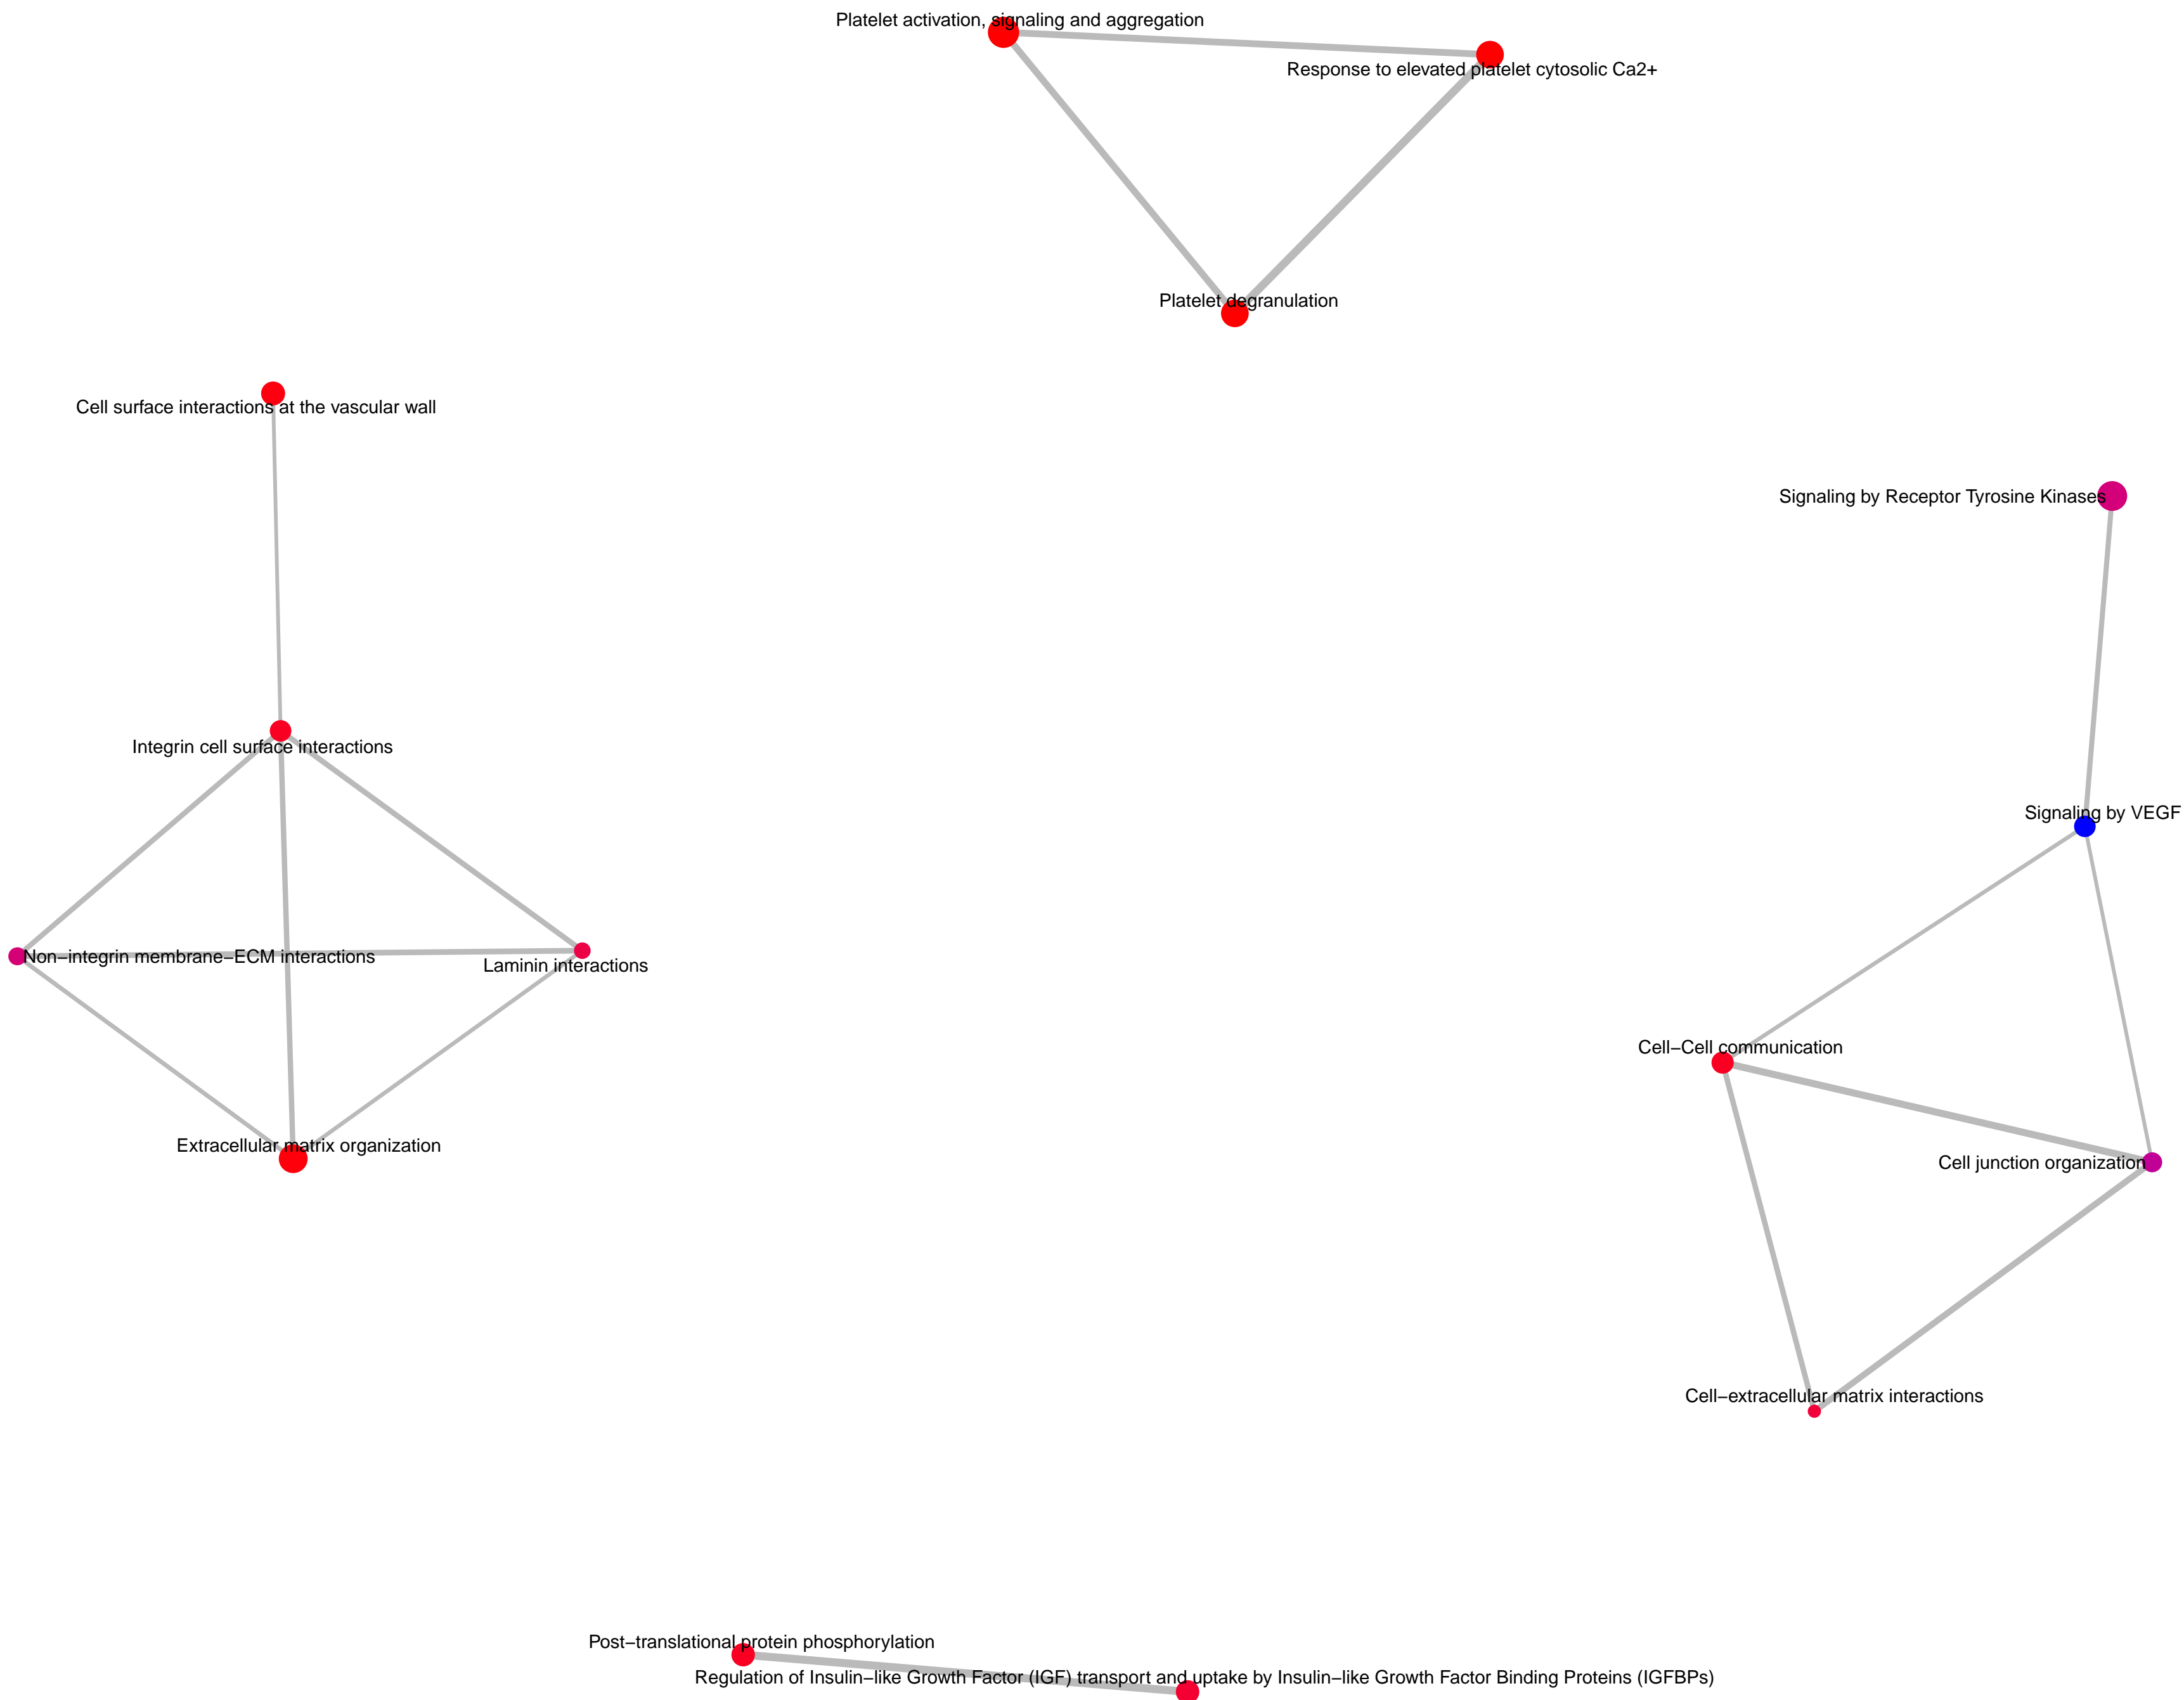 Platelet activation, signaling and aggregation
Response to elevated platelet cytosolic Ca2+
Platelet degranulation
Cell surface interactions at the vascular wall
Signaling by Receptor Tyrosine Kinases
Integrin cell surface interactions
Signaling by VEGF
Non−integrin membrane−ECM interactions
Laminin interactions
Cell−Cell communication
Extracellular matrix organization
Cell junction organization
Cell−extracellular matrix interactions
Post−translational protein phosphorylation
Regulation of Insulin−like Growth Factor (IGF) transport and uptake by Insulin−like Growth Factor Binding Proteins (IGFBPs)